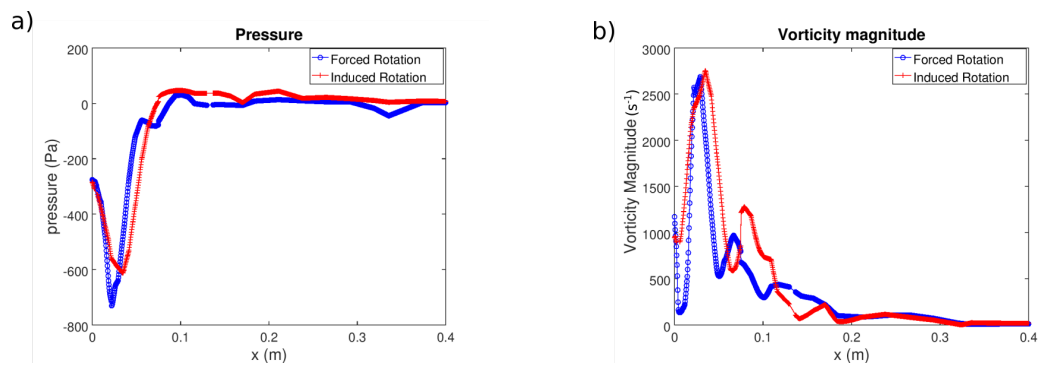 a)
Pressure
Forced Rotation
Induced Rotation
200
0
-200
-400
-600
-800
pressure (Pa)
0
0.1
0.2
0.3
0.4
x (m)
b)
Vorticity magnitude
Forced Rotation
Induced Rotation
3000
2500
2000
1500
1000
500
0
Vorticity Magnitude (s⁻¹)
0
0.1
0.2
0.3
0.4
x (m)